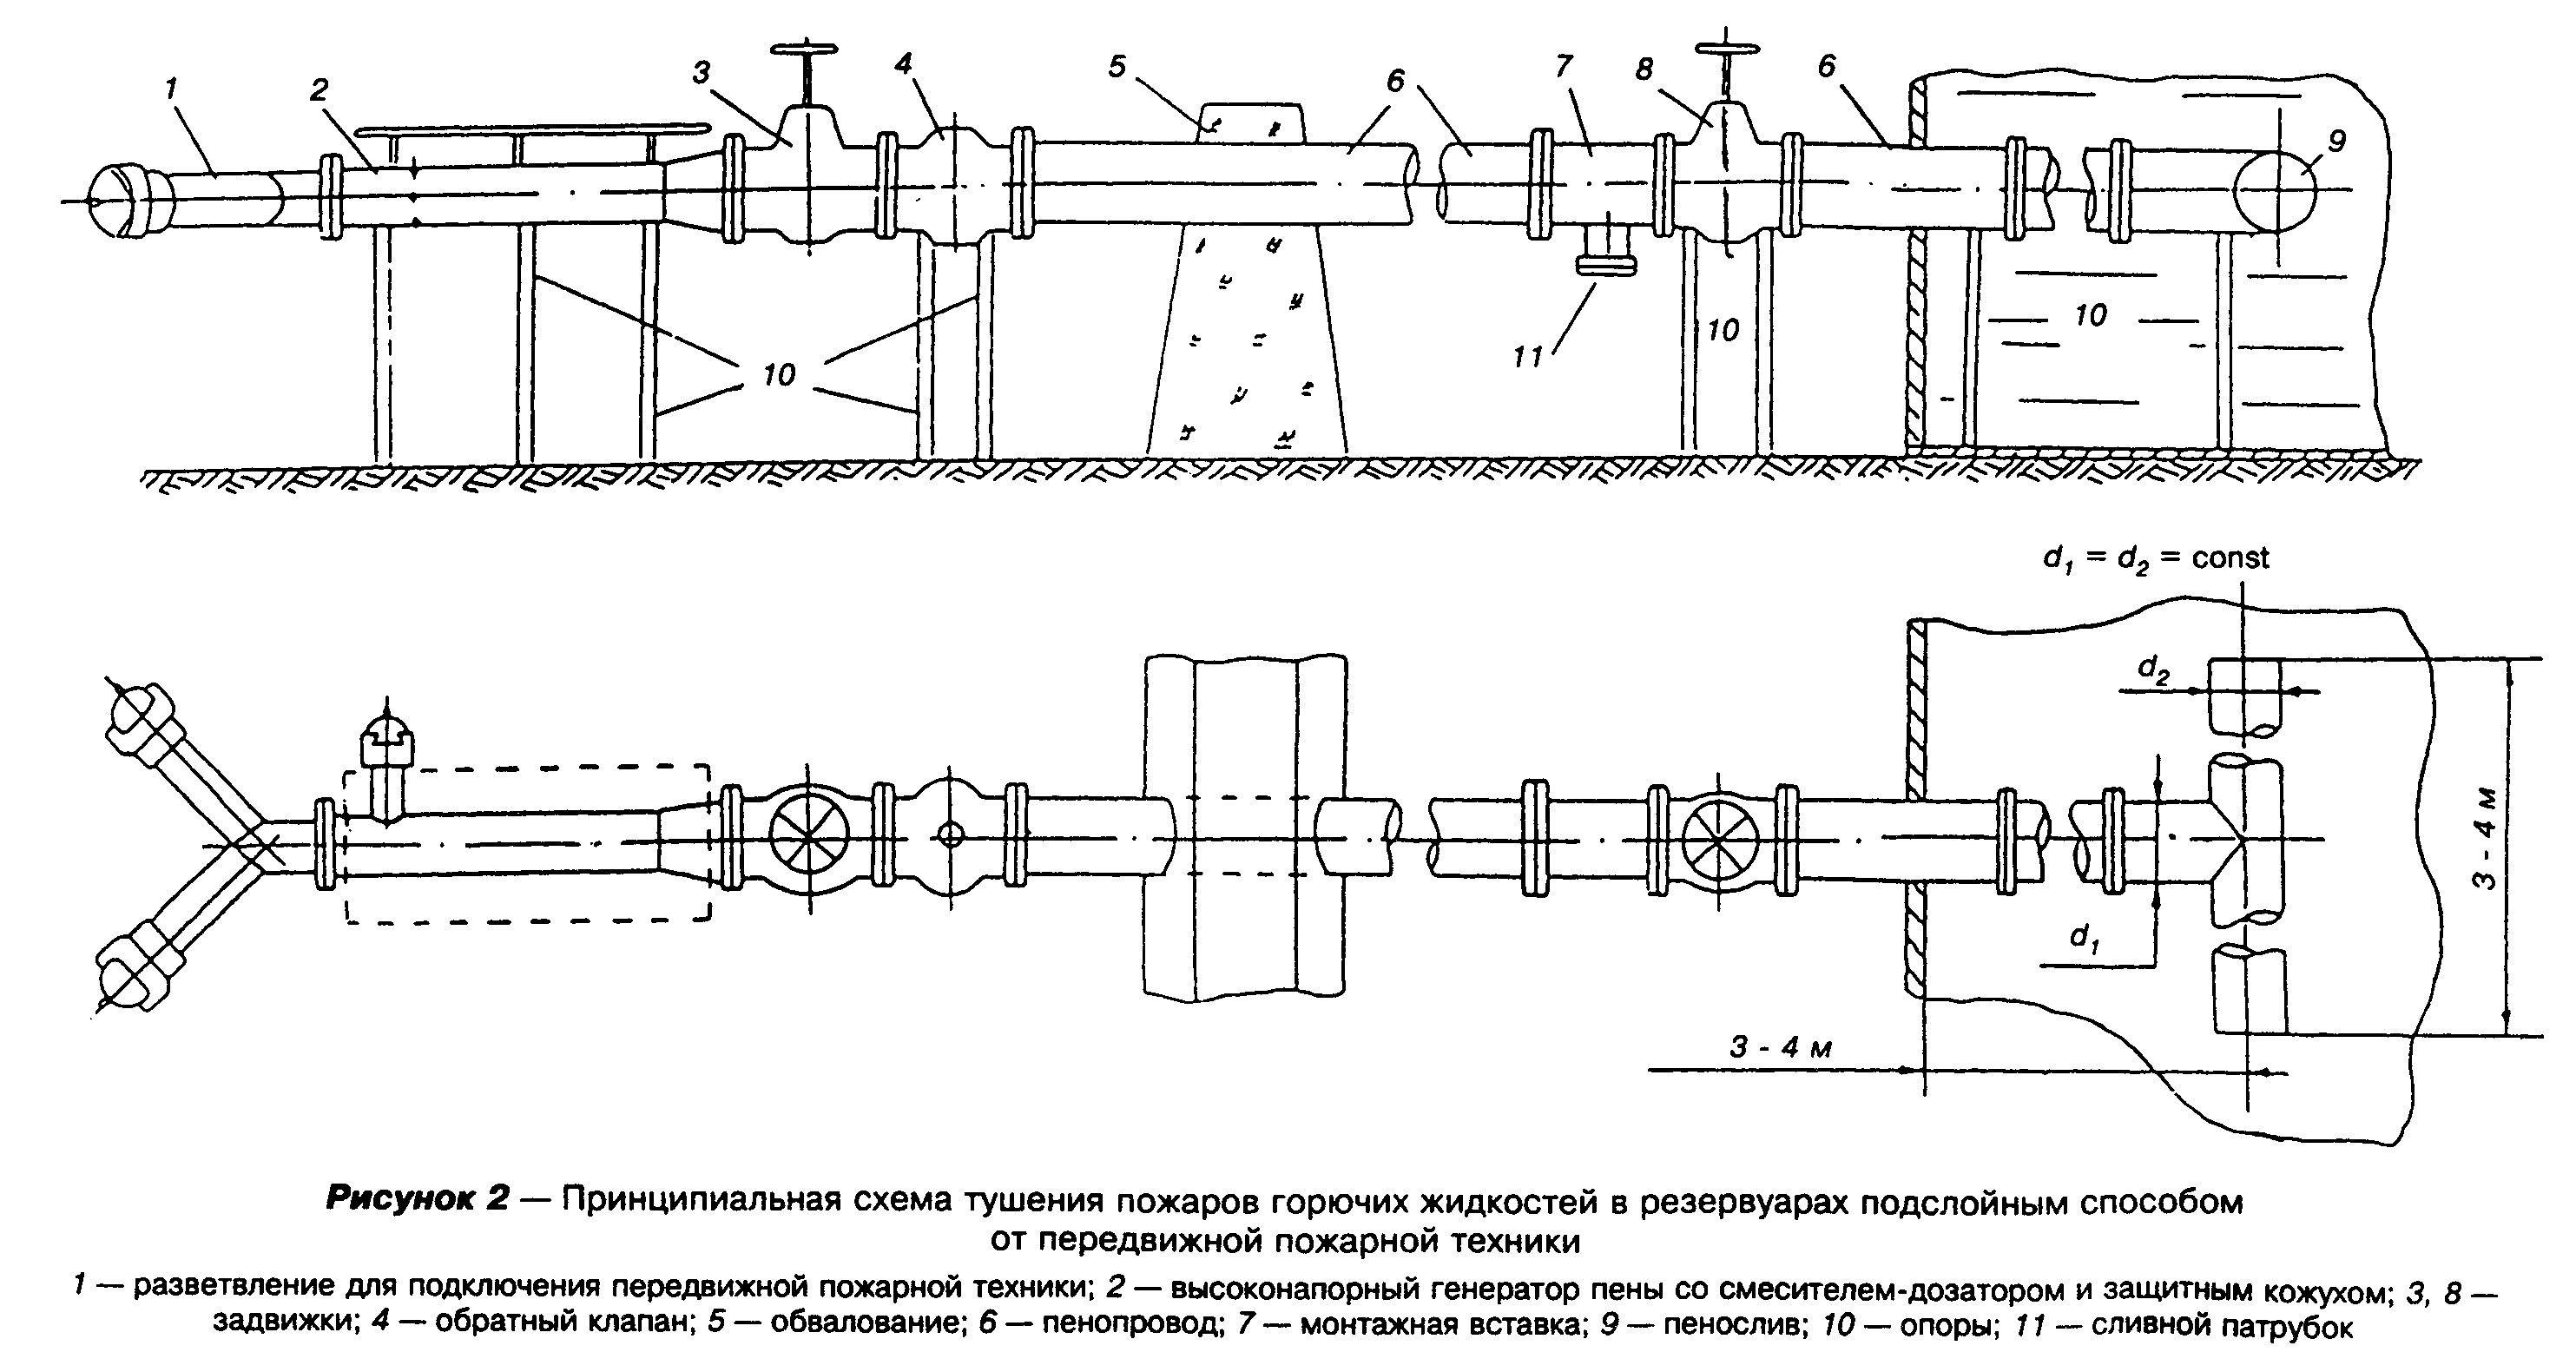 1 2 3 4 5 6 7 8 6 9
10 11 10 10
d₁ = d₂ = const
d₂
d₁
3 - 4 м
3 - 4 м
Рисунок 2 — Принципиальная схема тушения пожаров горючих жидкостей в резервуарах подслойным способом
от передвижной пожарной техники
1 — разветвление для подключения передвижной пожарной техники; 2 — высоконапорный генератор пены со смесителем-дозатором и защитным кожухом; 3, 8 —
задвижки; 4 — обратный клапан; 5 — обвалование; 6 — пенопровод; 7 — монтажная вставка; 9 — пенослив; 10 — опоры; 11 — сливной патрубок